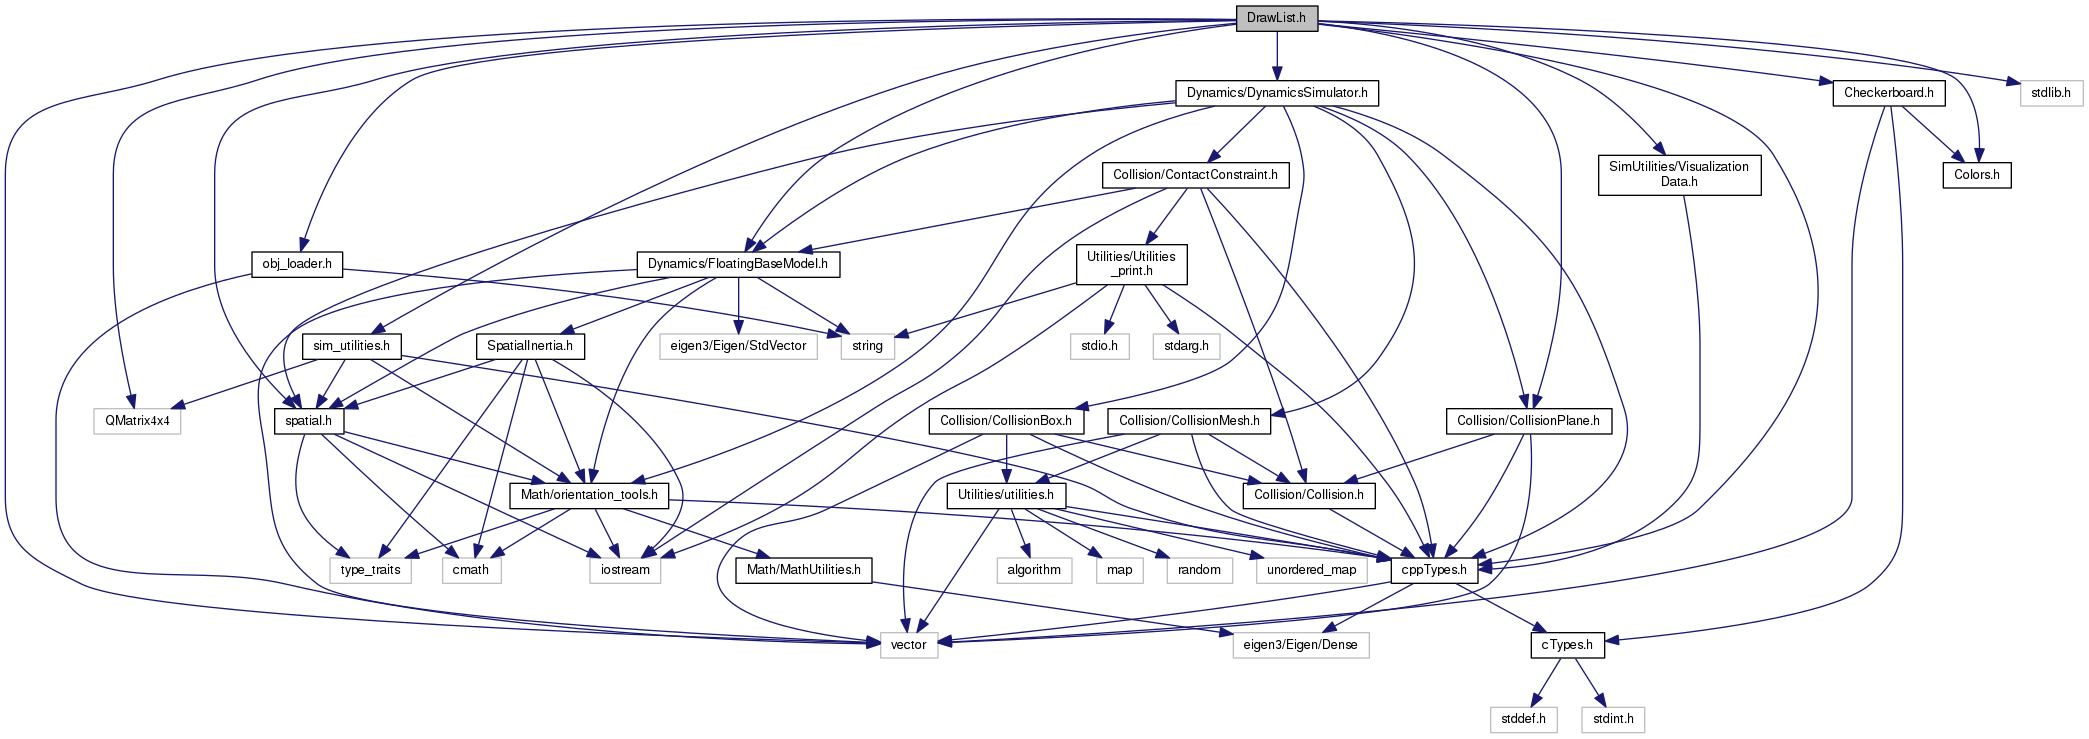 DrawList.h
Dynamics/DynamicsSimulator.h
Checkerboard.h
stdlib.h
Collision/ContactConstraint.h
SimUtilities/Visualization
Data.h
Colors.h
obj_loader.h
Dynamics/FloatingBaseModel.h
Utilities/Utilities
_print.h
sim_utilities.h
SpatialInertia.h
eigen3/Eigen/StdVector
string
stdio.h
stdarg.h
QMatrix4x4
spatial.h
Collision/CollisionBox.h
Collision/CollisionMesh.h
Collision/CollisionPlane.h
Math/orientation_tools.h
Utilities/utilities.h
Collision/Collision.h
type_traits
cmath
iostream
Math/MathUtilities.h
algorithm
map
random
unordered_map
cppTypes.h
vector
eigen3/Eigen/Dense
cTypes.h
stddef.h
stdint.h